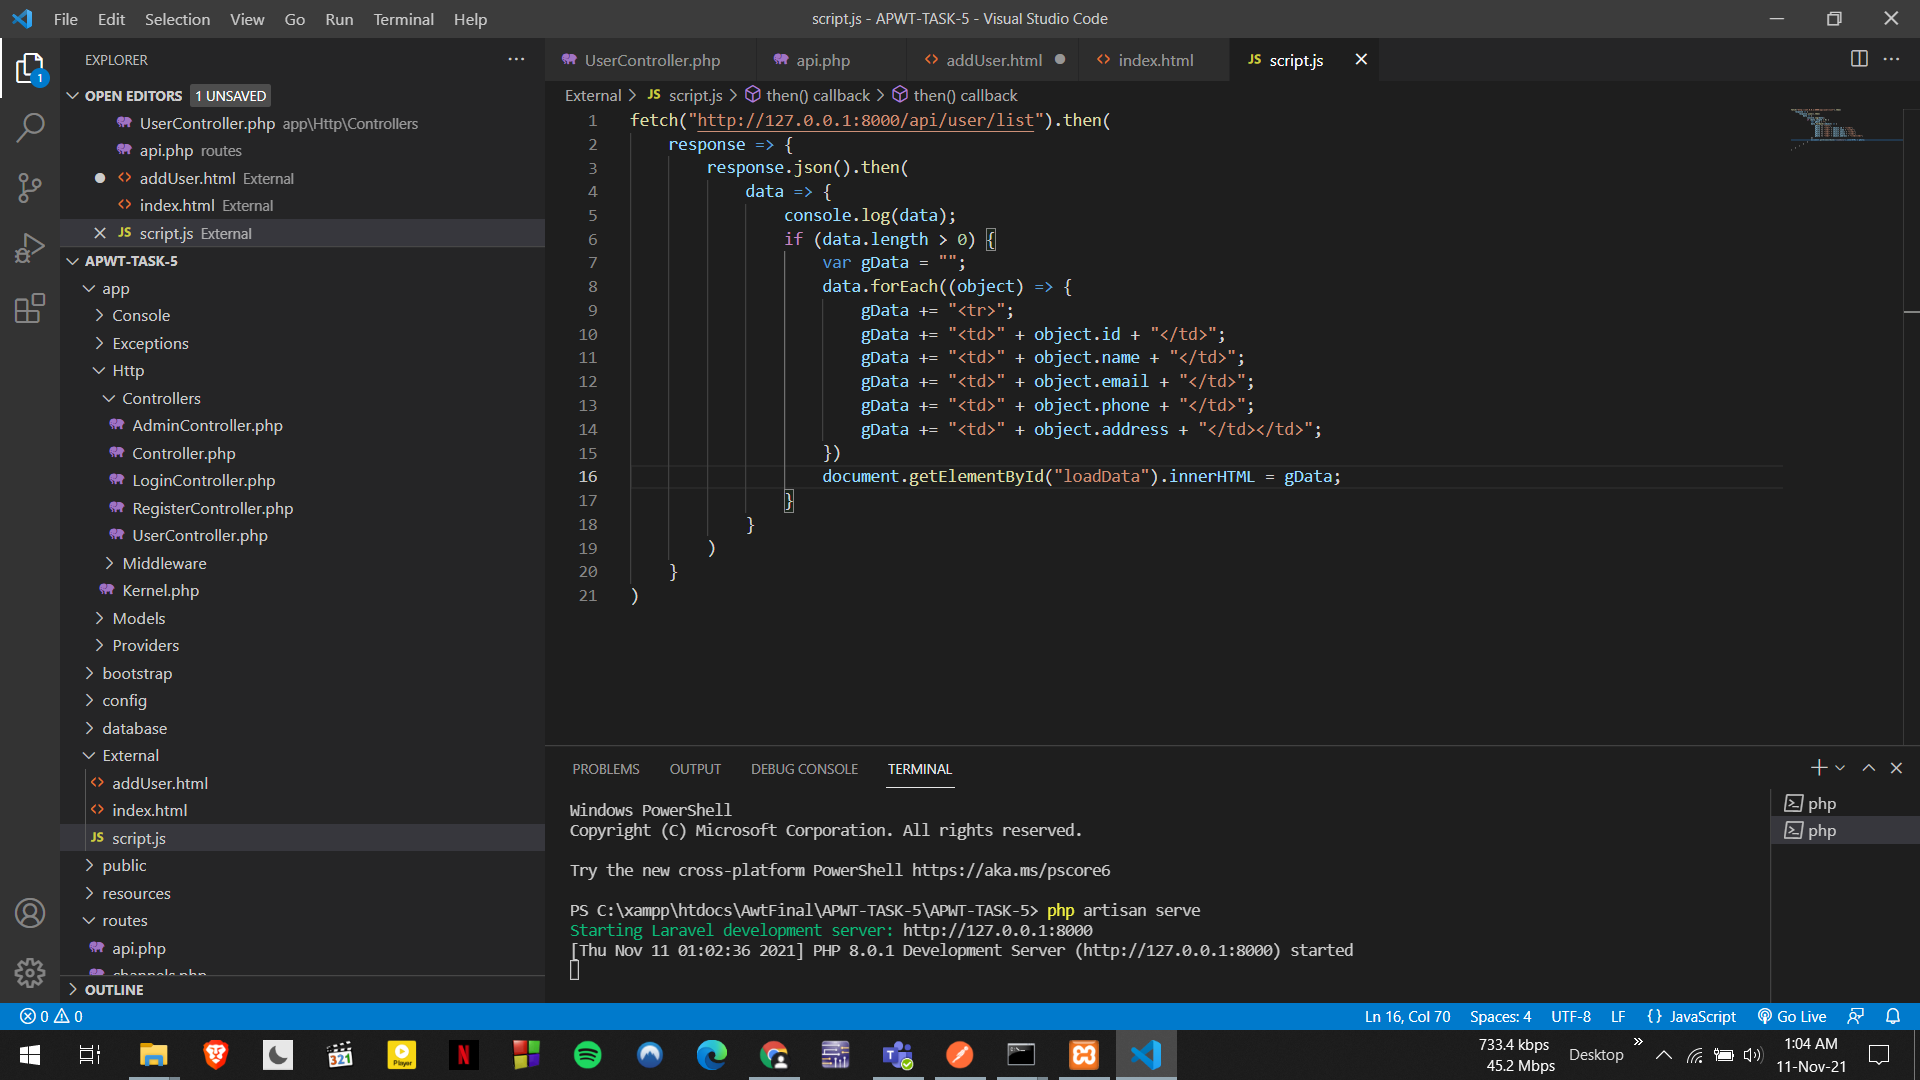 File Edit Selection View Go Run Terminal Help
script.js - APWT-TASK-5 - Visual Studio Code
EXPLORER
OPEN EDITORS 1 UNSAVED
UserController.php app\Http\Controllers
api.php routes
addUser.html External
index.html External
JS script.js External
APWT-TASK-5
app
Console
Exceptions
Http
Controllers
AdminController.php
Controller.php
LoginController.php
RegisterController.php
UserController.php
Middleware
Kernel.php
Models
Providers
bootstrap
config
database
External
addUser.html
index.html
JS script.js
public
resources
routes
api.php
channels.php
OUTLINE
1
UserController.php api.php addUser.html index.html JS script.js
External > JS script.js > then() callback > then() callback
1 fetch("http://127.0.0.1:8000/api/user/list").then(
2 response => {
3 response.json().then(
4 data => {
5 console.log(data);
6 if (data.length > 0) {
7 var gData = "";
8 data.forEach((object) => {
9 gData += "<tr>";
10 gData += "<td>" + object.id + "</td>";
11 gData += "<td>" + object.name + "</td>";
12 gData += "<td>" + object.email + "</td>";
13 gData += "<td>" + object.phone + "</td>";
14 gData += "<td>" + object.address + "</td></td>";
15 })
16 document.getElementById("loadData").innerHTML = gData;
17 }
18 }
19 )
20 }
21 )
PROBLEMS OUTPUT DEBUG CONSOLE TERMINAL
Windows PowerShell
Copyright (C) Microsoft Corporation. All rights reserved.
Try the new cross-platform PowerShell https://aka.ms/pscore6
PS C:\xampp\htdocs\AwtFinal\APWT-TASK-5\APWT-TASK-5> php artisan serve
Starting Laravel development server: http://127.0.0.1:8000
[Thu Nov 11 01:02:36 2021] PHP 8.0.1 Development Server (http://127.0.0.1:8000) started
php
php
0 0
Ln 16, Col 70 Spaces: 4 UTF-8 LF {} JavaScript Go Live
321
Player
N
T
733.4 kbps
45.2 Mbps
Desktop
1:04 AM
11-Nov-21